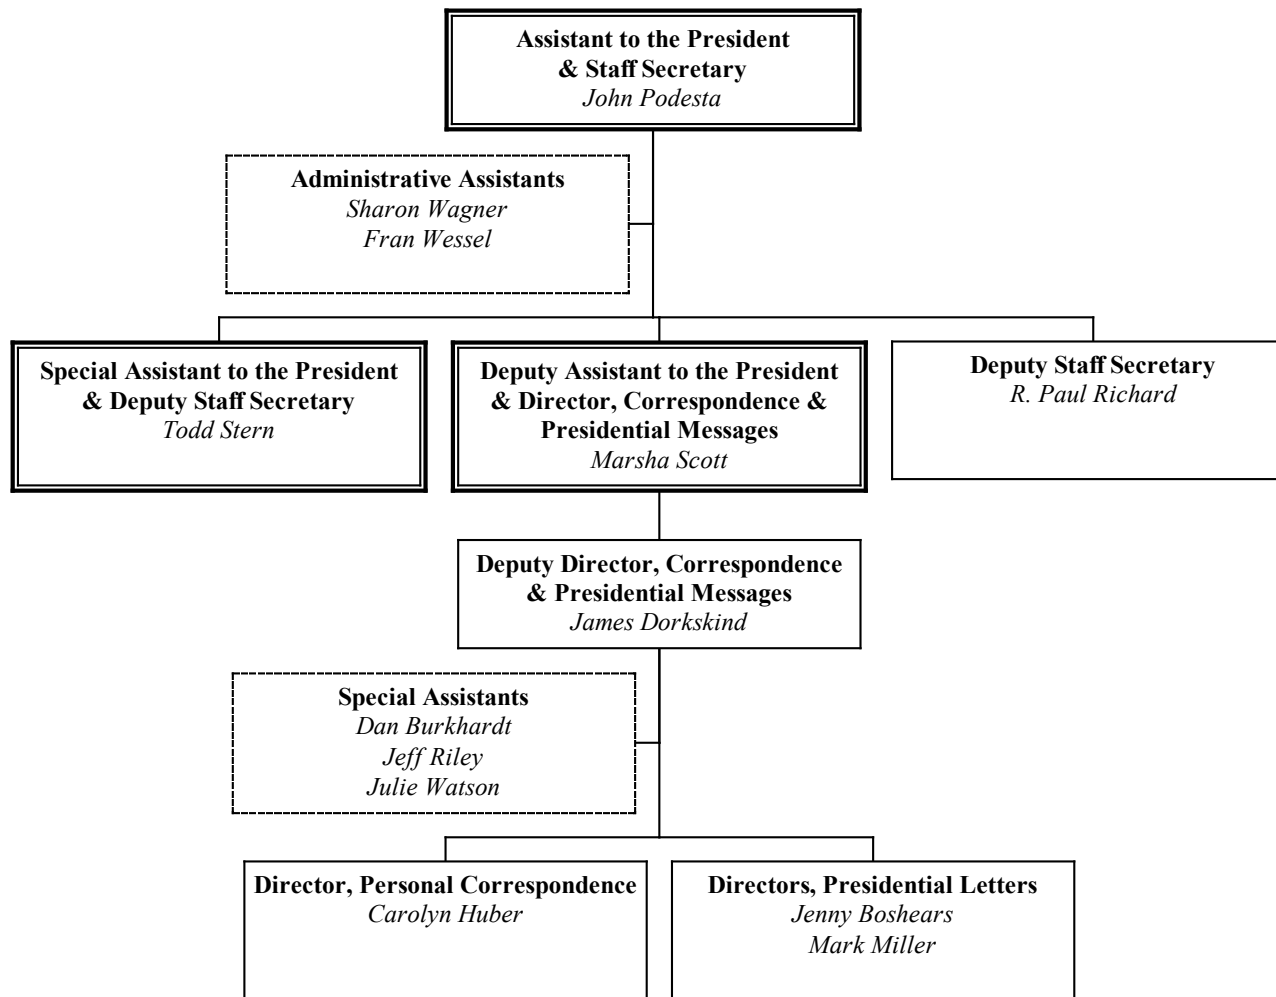 Assistant to the President
& Staff Secretary
John Podesta
Administrative Assistants
Sharon Wagner
Fran Wessel
Special Assistant to the President
& Deputy Staff Secretary
Todd Stern
Deputy Assistant to the President
& Director, Correspondence &
Presidential Messages
Marsha Scott
Deputy Staff Secretary
R. Paul Richard
Deputy Director, Correspondence
& Presidential Messages
James Dorkskind
Special Assistants
Dan Burkhardt
Jeff Riley
Julie Watson
Director, Personal Correspondence
Carolyn Huber
Directors, Presidential Letters
Jenny Boshears
Mark Miller